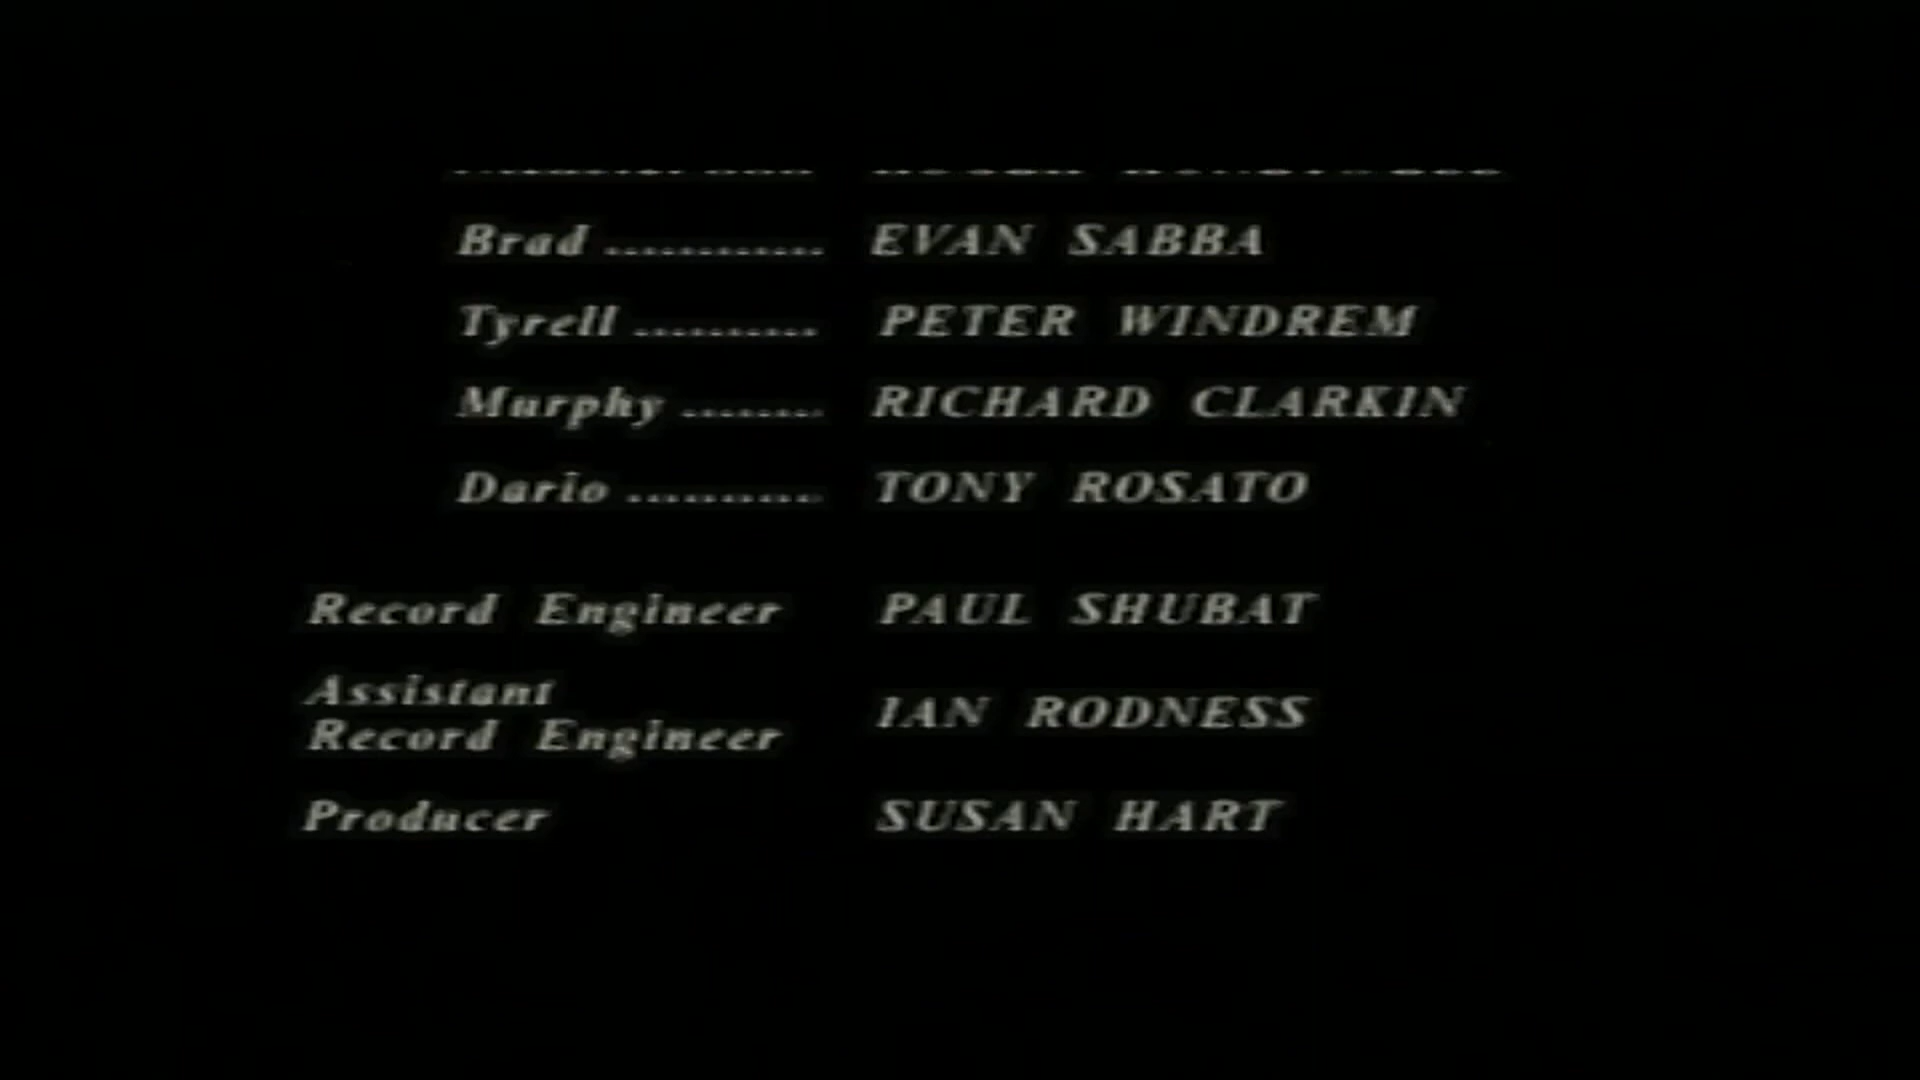 Brad ............ EVAN SABBA
Tyrell .......... PETER WINDREM
Murphy ........ RICHARD CLARKIN
Dario ........... TONY ROSATO
Record Engineer PAUL SHUBAT
Assistant
Record Engineer IAN RODNESS
Producer SUSAN HART